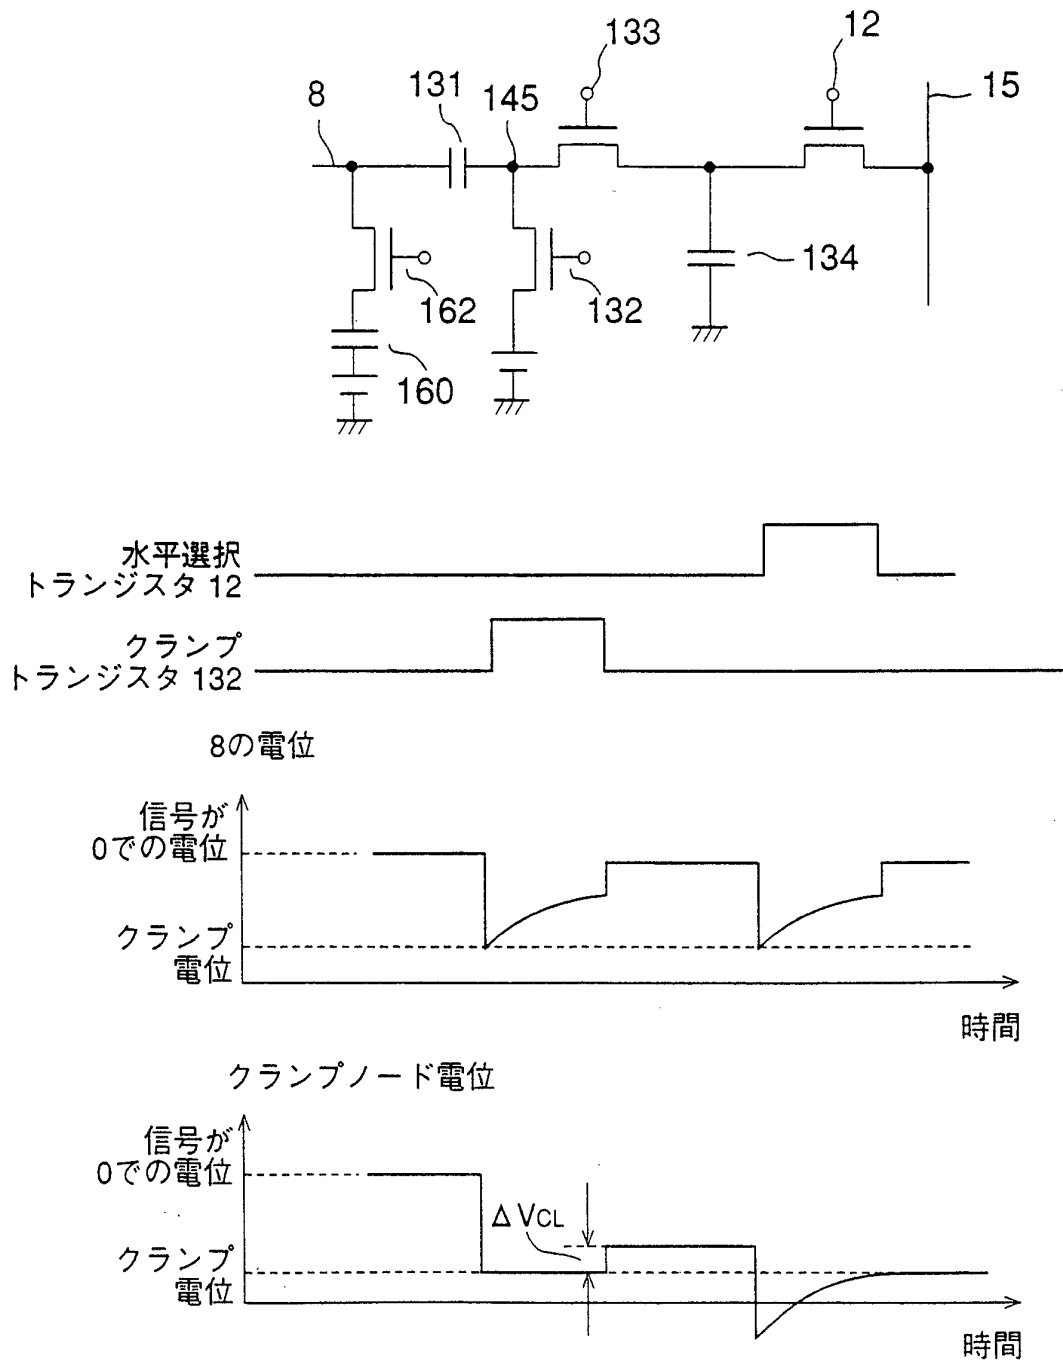 133
12
8
131
145
15
162
132
134
160
水平選択
トランジスタ 12
クランプ
トランジスタ 132
8の電位
信号が
0での電位
クランプ
電位
時間
クランプノード電位
信号が
0での電位
ΔVCL
クランプ
電位
時間